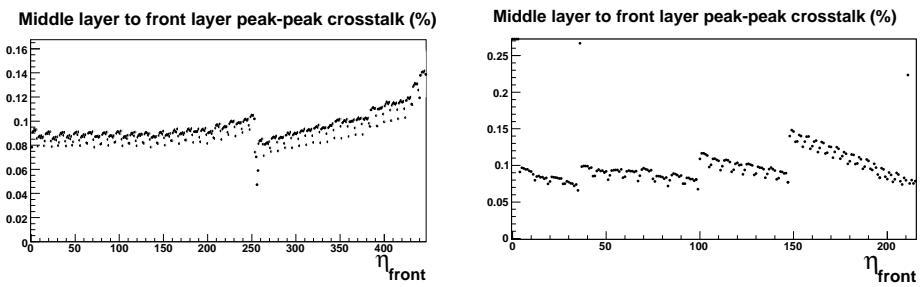 Middle layer to front layer peak-peak crosstalk (%)
0.16
0.14
0.12
0.1
0.08
0.06
0.04
0.02
0
0 50 100 150 200 250 300 350 400
η front
Middle layer to front layer peak-peak crosstalk (%)
0.25
0.2
0.15
0.1
0.05
0
0 50 100 150 200
η front